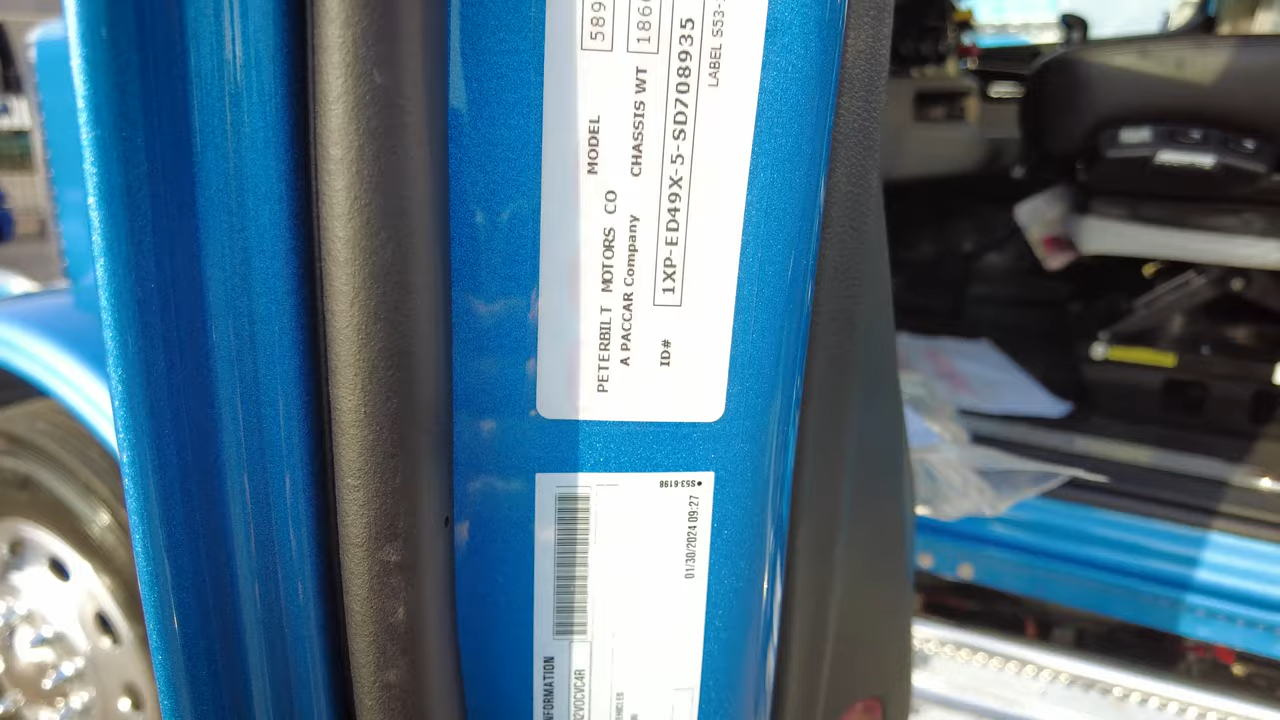 PETERBILT MOTORS CO MODEL 589
A PACCAR Company CHASSIS WT 186
ID# 1XP-ED49X-5-SD708935
LABEL S53-
S53-6198
01/30/2024 09:27